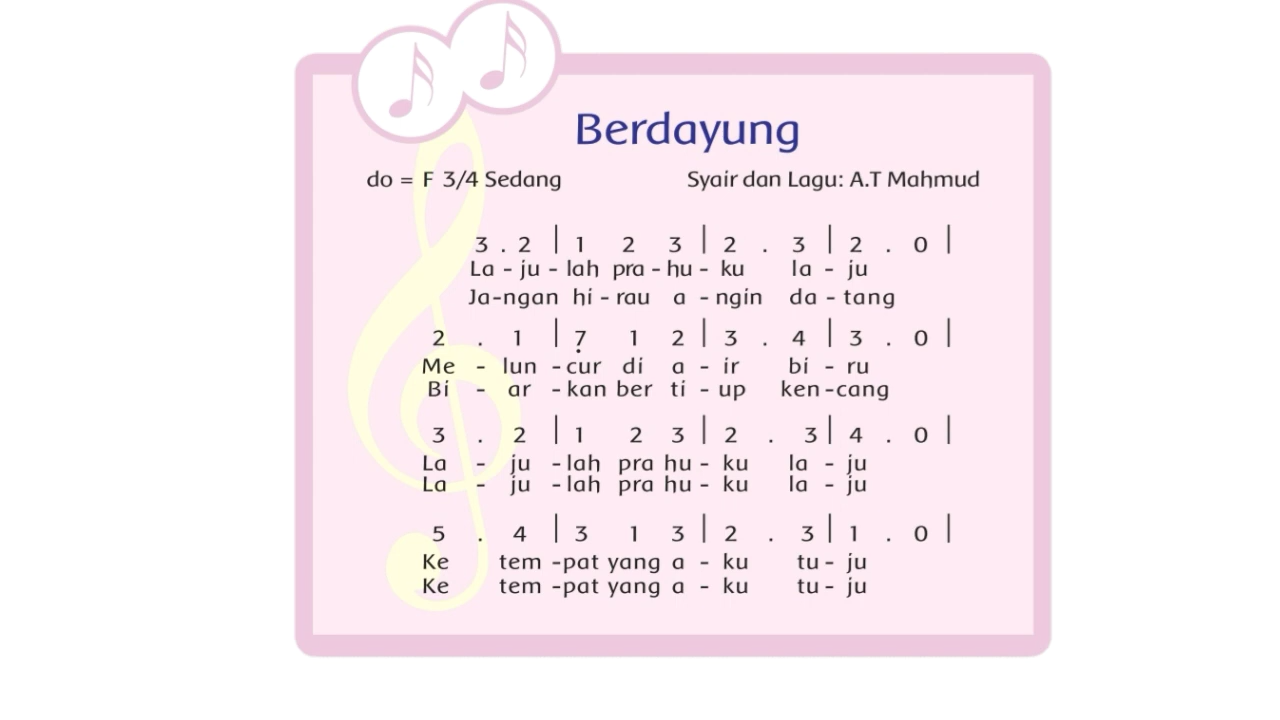 Berdayung
do = F 3/4 Sedang Syair dan Lagu: A.T Mahmud
3 . 2 | 1 2 3 | 2 . 3 | 2 . 0 |
La - ju - lah pra - hu - ku la - ju
Ja-ngan hi - rau a - ngin da - tang
2 . 1 | 7̣ 1 2 | 3 . 4 | 3 . 0 |
Me - lun - cur di a - ir bi - ru
Bi - ar - kan ber ti - up ken - cang
3 . 2 | 1 2 3 | 2 . 3 | 4 . 0 |
La - ju - lah pra hu - ku la - ju
La - ju - lah pra hu - ku la - ju
5 . 4 | 3 1 3 | 2 . 3 | 1 . 0 |
Ke tem - pat yang a - ku tu - ju
Ke tem - pat yang a - ku tu - ju